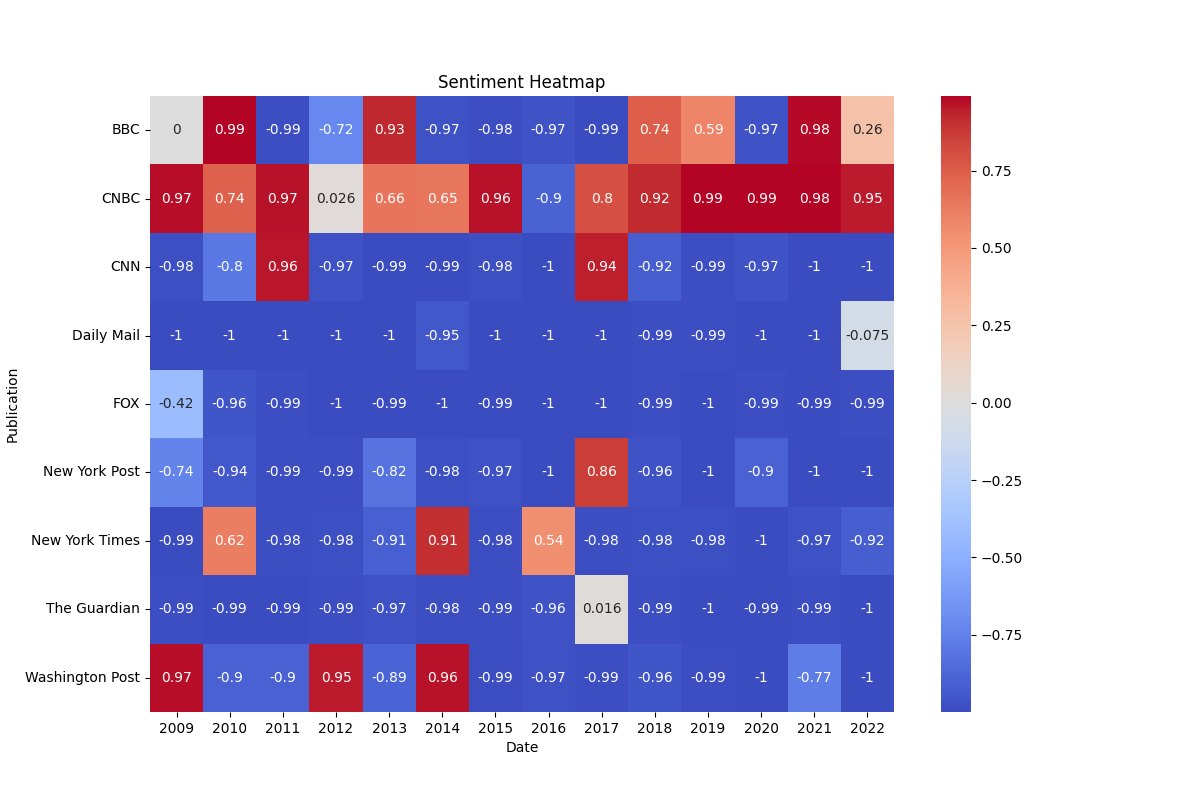 Sentiment Heatmap
BBC 0 0.99 -0.99 -0.72 0.93 -0.97 -0.98 -0.97 -0.99 0.74 0.59 -0.97 0.98 0.26
CNBC 0.97 0.74 0.97 0.026 0.66 0.65 0.96 -0.9 0.8 0.92 0.99 0.99 0.98 0.95
CNN -0.98 -0.8 0.96 -0.97 -0.99 -0.99 -0.98 -1 0.94 -0.92 -0.99 -0.97 -1 -1
Daily Mail -1 -1 -1 -1 -1 -0.95 -1 -1 -1 -0.99 -0.99 -1 -1 -0.075
FOX -0.42 -0.96 -0.99 -1 -0.99 -1 -0.99 -1 -1 -0.99 -1 -0.99 -0.99 -0.99
New York Post -0.74 -0.94 -0.99 -0.99 -0.82 -0.98 -0.97 -1 0.86 -0.96 -1 -0.9 -1 -1
New York Times -0.99 0.62 -0.98 -0.98 -0.91 0.91 -0.98 0.54 -0.98 -0.98 -0.98 -1 -0.97 -0.92
The Guardian -0.99 -0.99 -0.99 -0.99 -0.97 -0.98 -0.99 -0.96 0.016 -0.99 -1 -0.99 -0.99 -1
Washington Post 0.97 -0.9 -0.9 0.95 -0.89 0.96 -0.99 -0.97 -0.99 -0.96 -0.99 -1 -0.77 -1
2009 2010 2011 2012 2013 2014 2015 2016 2017 2018 2019 2020 2021 2022
Date
Publication
0.75
0.50
0.25
0.00
−0.25
−0.50
−0.75